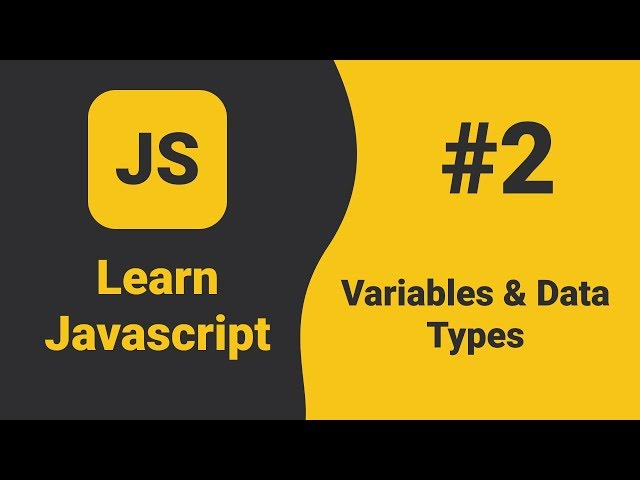 JS
Learn
Javascript
#2
Variables & Data
Types